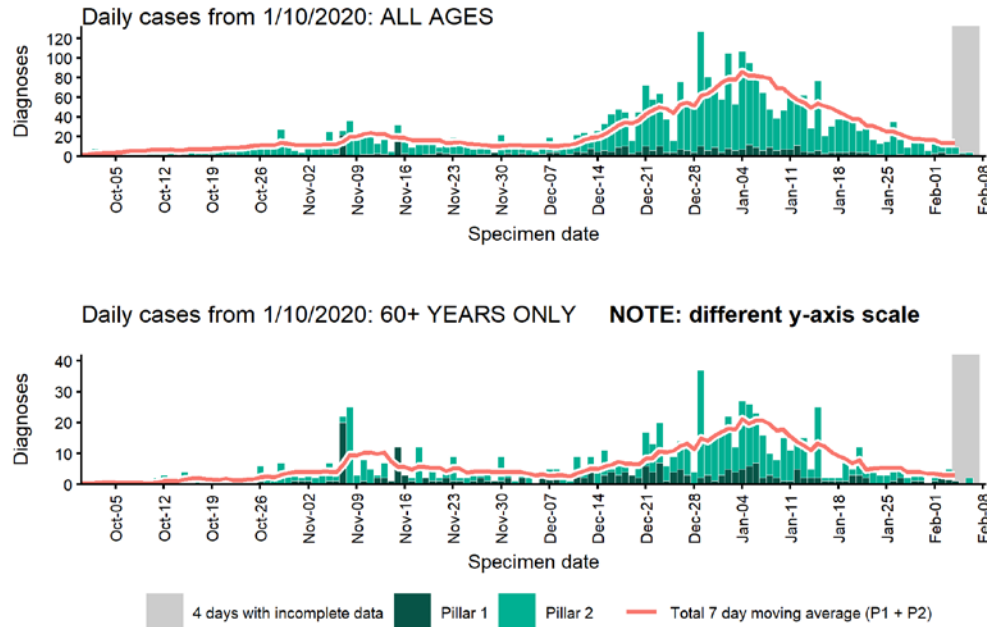 Daily cases from 1/10/2020: ALL AGES
Diagnoses
120
100
80
60
40
20
0
Oct-05
Oct-12
Oct-19
Oct-26
Nov-02
Nov-09
Nov-16
Nov-23
Nov-30
Dec-07
Dec-14
Dec-21
Dec-28
Jan-04
Jan-11
Jan-18
Jan-25
Feb-01
Feb-08
Specimen date
Daily cases from 1/10/2020: 60+ YEARS ONLY NOTE: different y-axis scale
Diagnoses
40
30
20
10
0
Oct-05
Oct-12
Oct-19
Oct-26
Nov-02
Nov-09
Nov-16
Nov-23
Nov-30
Dec-07
Dec-14
Dec-21
Dec-28
Jan-04
Jan-11
Jan-18
Jan-25
Feb-01
Feb-08
Specimen date
4 days with incomplete data Pillar 1 Pillar 2 Total 7 day moving average (P1 + P2)